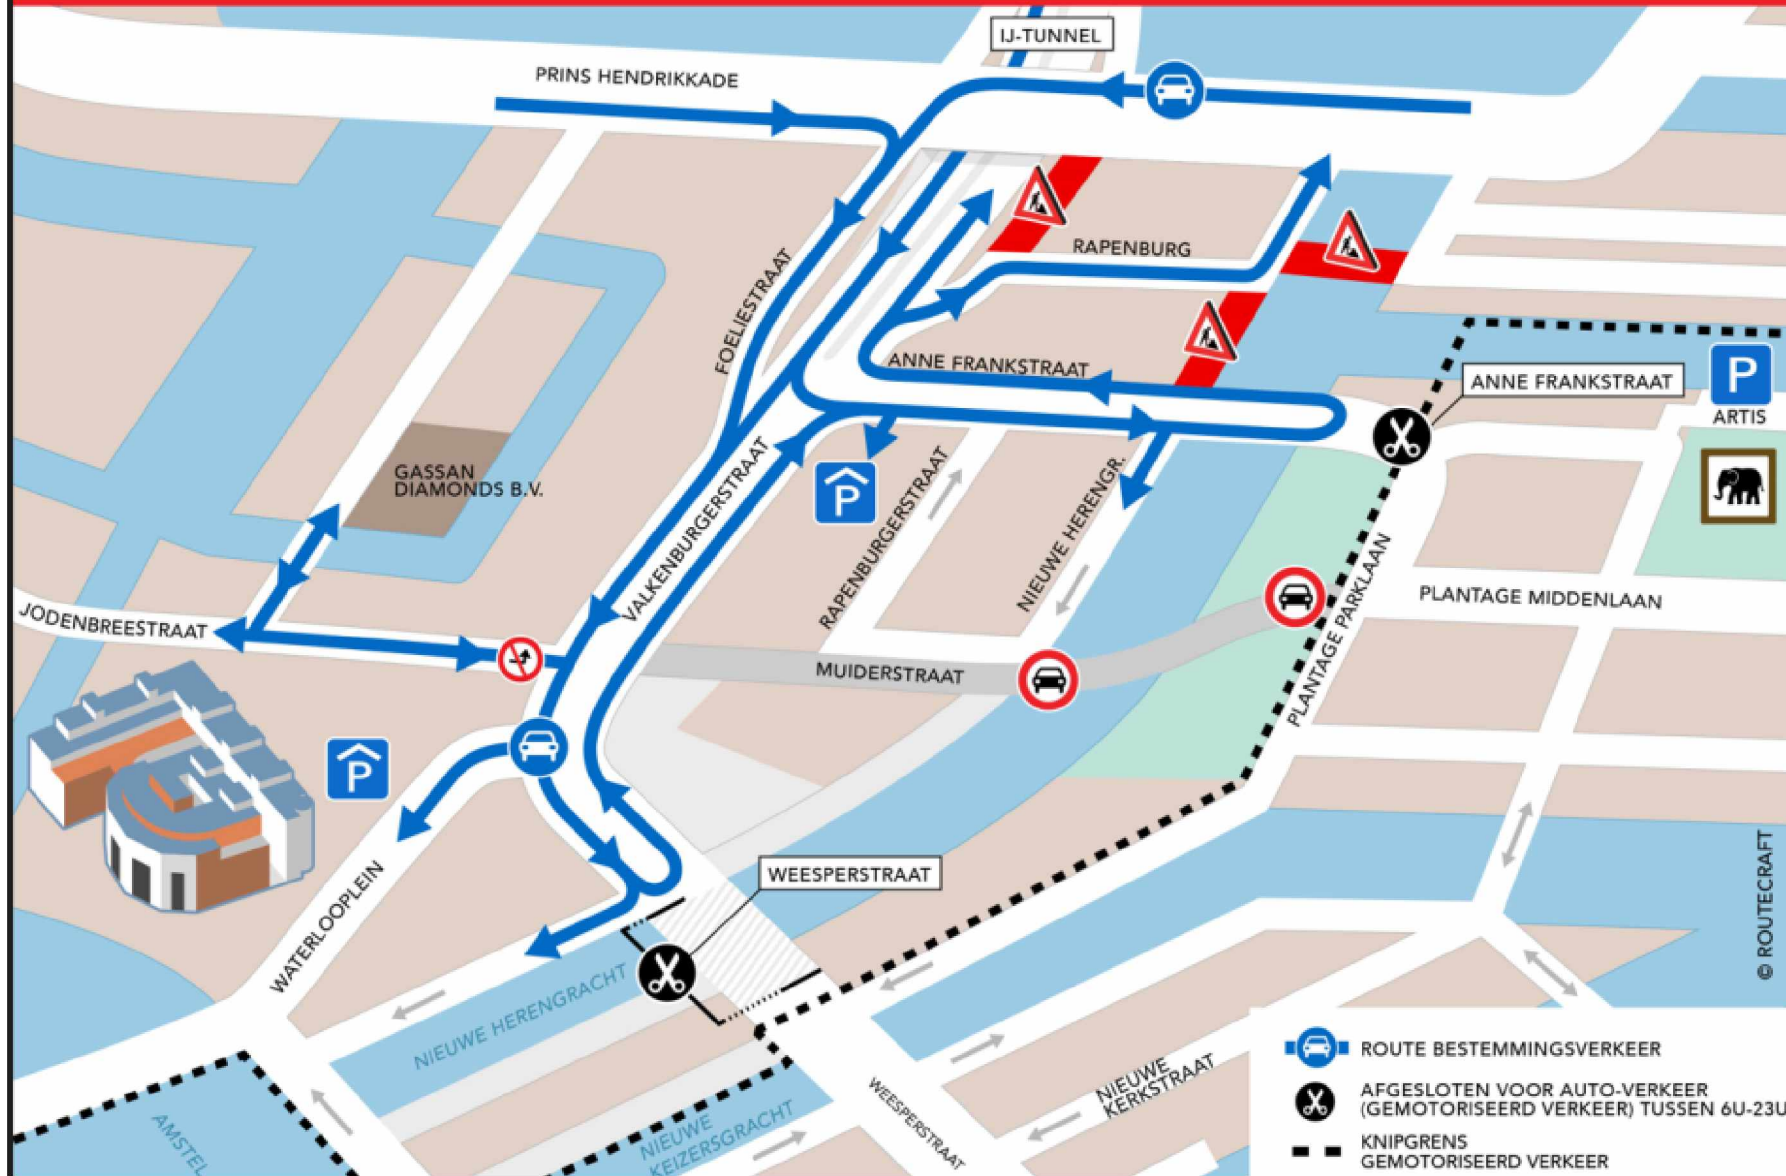 IJ-TUNNEL
PRINS HENDRIKKADE
RAPENBURG
FOELIESTRAAT
ANNE FRANKSTRAAT
ANNE FRANKSTRAAT
P
ARTIS
GASSAN
DIAMONDS B.V.
P
VALKENBURGERSTRAAT
RAPENBURGERSTRAAT
NIEUWE HERENGR.
JODENBREESTRAAT
MUIDERSTRAAT
PLANTAGE PARKLAAN
PLANTAGE MIDDENLAAN
P
WEESPERSTRAAT
WATERLOOPLEIN
NIEUWE HERENGRACHT
© ROUTECRAFT
AMSTEL
NIEUWE
KEIZERSGRACHT
WEESPERSTRAAT
NIEUWE
KERKSTRAAT
ROUTE BESTEMMINGSVERKEER
AFGESLOTEN VOOR AUTO-VERKEER
(GEMOTORISEERD VERKEER) TUSSEN 6U-23U
KNIPGRENS
GEMOTORISEERD VERKEER